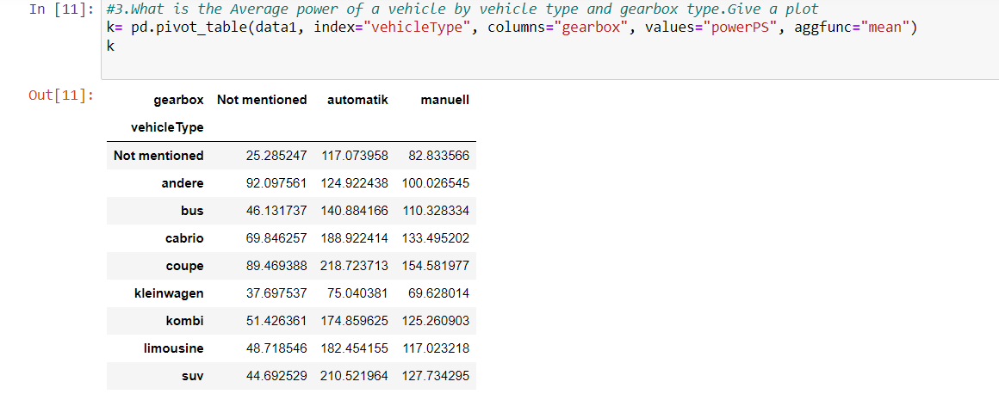 In [11]: #3.What is the Average power of a vehicle by vehicle type and gearbox type.Give a plot
k= pd.pivot_table(data1, index="vehicleType", columns="gearbox", values="powerPS", aggfunc="mean")
k
Out[11]: gearbox Not mentioned automatik manuell
vehicleType
Not mentioned 25.285247 117.073958 82.833566
andere 92.097561 124.922438 100.026545
bus 46.131737 140.884166 110.328334
cabrio 69.846257 188.922414 133.495202
coupe 89.469388 218.723713 154.581977
kleinwagen 37.697537 75.040381 69.628014
kombi 51.426361 174.859625 125.260903
limousine 48.718546 182.454155 117.023218
suv 44.692529 210.521964 127.734295